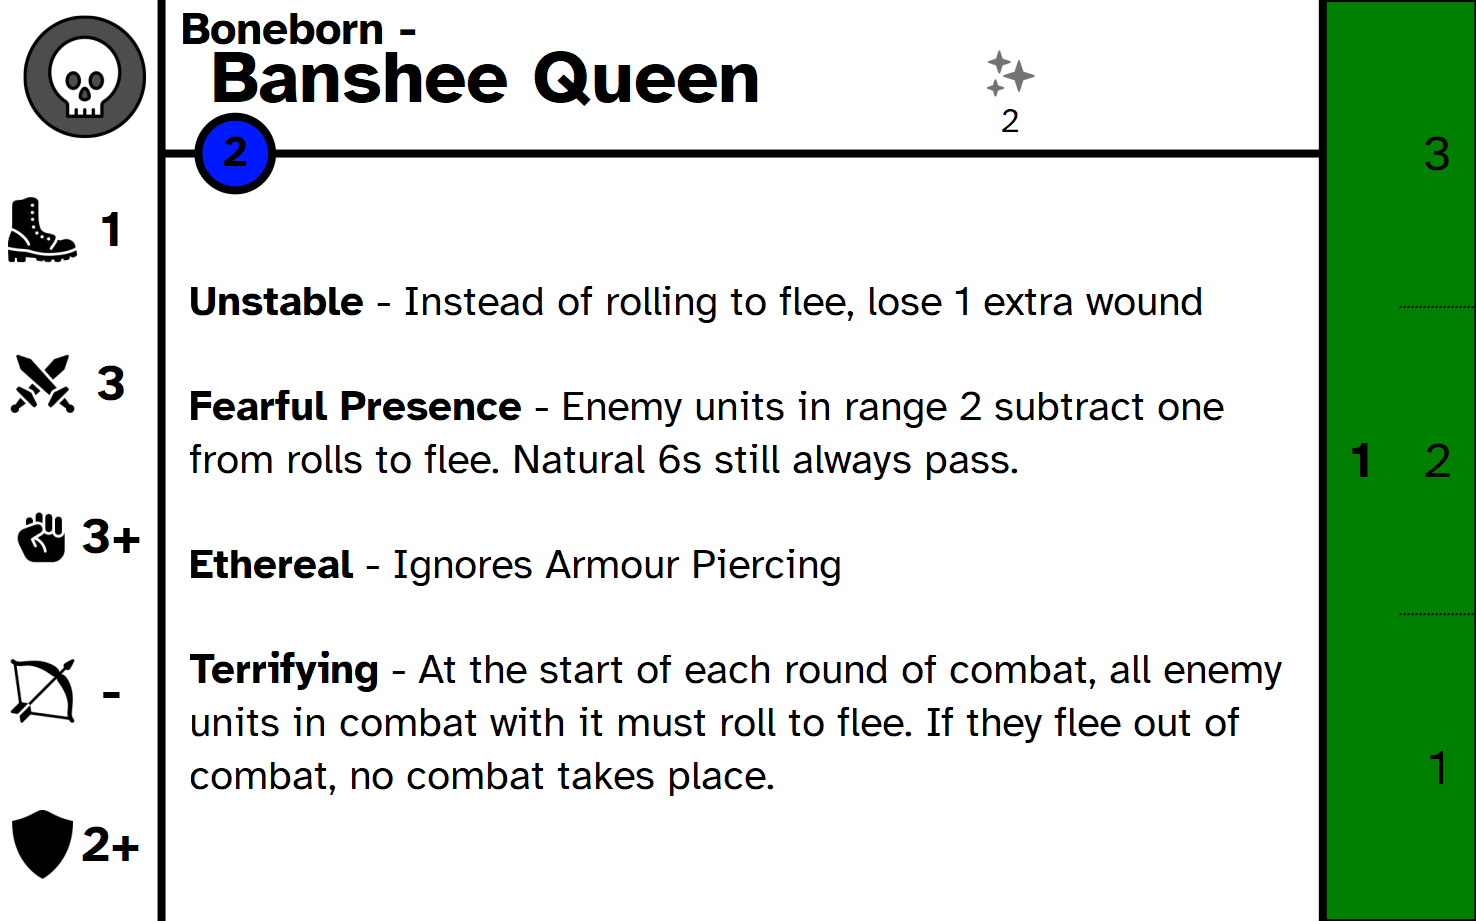 Boneborn -
Banshee Queen
2
2
1
3
3+
-
2+
Unstable - Instead of rolling to flee, lose 1 extra wound
Fearful Presence - Enemy units in range 2 subtract one
from rolls to flee. Natural 6s still always pass.
Ethereal - Ignores Armour Piercing
Terrifying - At the start of each round of combat, all enemy
units in combat with it must roll to flee. If they flee out of
combat, no combat takes place.
3
1 2
1